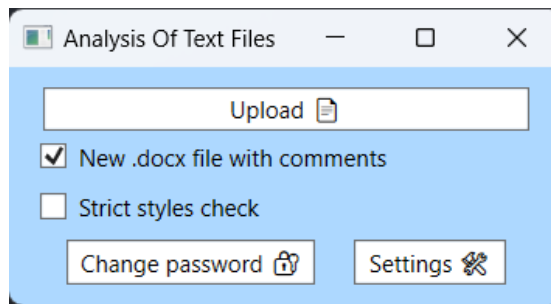 Analysis Of Text Files
Upload
New .docx file with comments
Strict styles check
Change password Settings